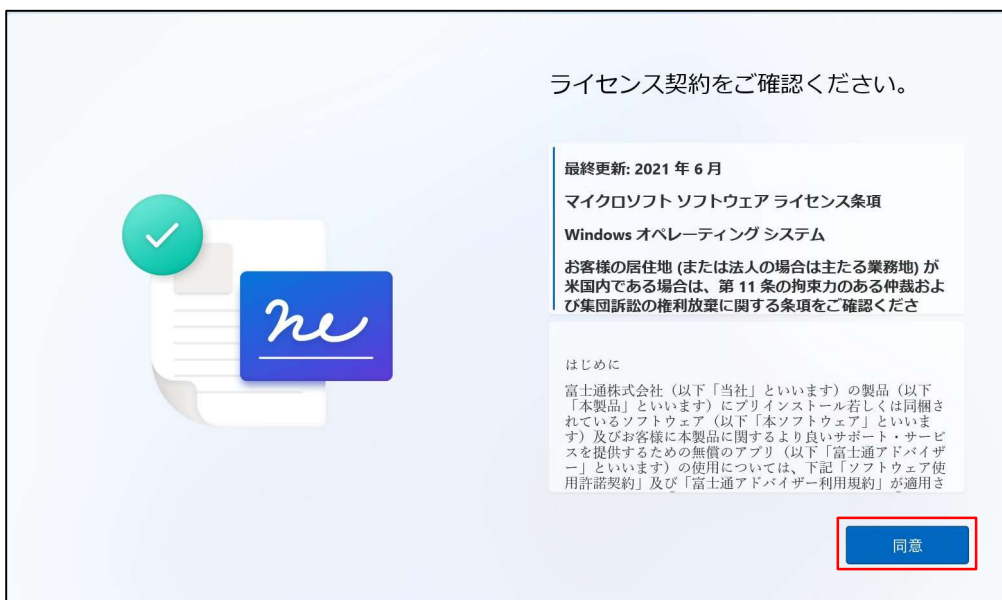 ライセンス契約をご確認ください。
最終更新: 2021 年 6 月
マイクロソフト ソフトウェア ライセンス条項
Windows オペレーティング システム
お客様の居住地 (または法人の場合は主たる業務地) が
米国内である場合は、第 11 条の拘束力のある仲裁およ
び集団訴訟の権利放棄に関する条項をご確認くださ
はじめに
富士通株式会社（以下「当社」といいます）の製品（以下
「本製品」といいます）にプリインストール若しくは同梱さ
れているソフトウェア（以下「本ソフトウェア」といいま
す）及びお客様に本製品に関するより良いサポート・サービ
スを提供するための無償のアプリ（以下「富士通アドバイザ
ー」といいます）の使用については、下記「ソフトウェア使
用許諾契約」及び「富士通アドバイザー利用規約」が適用さ
同意